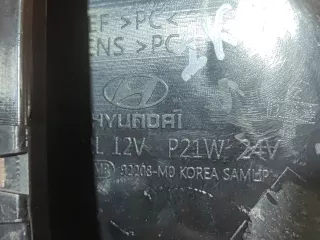 EF >PC<
ENS >PC
HYUNDAI
L 12V P21W 24V
92208-M0 KOREA SAMLIP